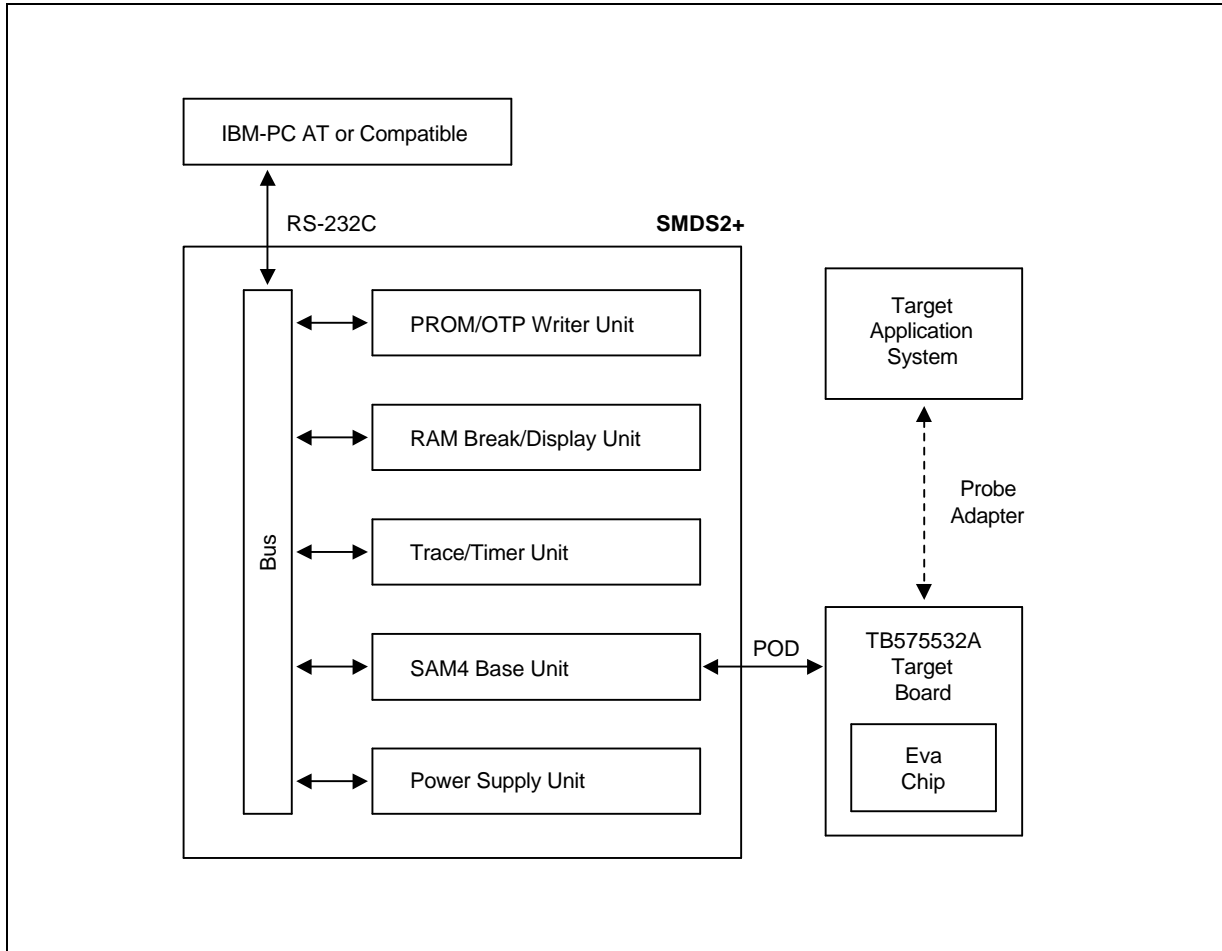 IBM-PC AT or Compatible
RS-232C
SMDS2+
Bus
PROM/OTP Writer Unit
RAM Break/Display Unit
Trace/Timer Unit
SAM4 Base Unit
Power Supply Unit
POD
Target
Application
System
Probe
Adapter
TB575532A
Target
Board
Eva
Chip